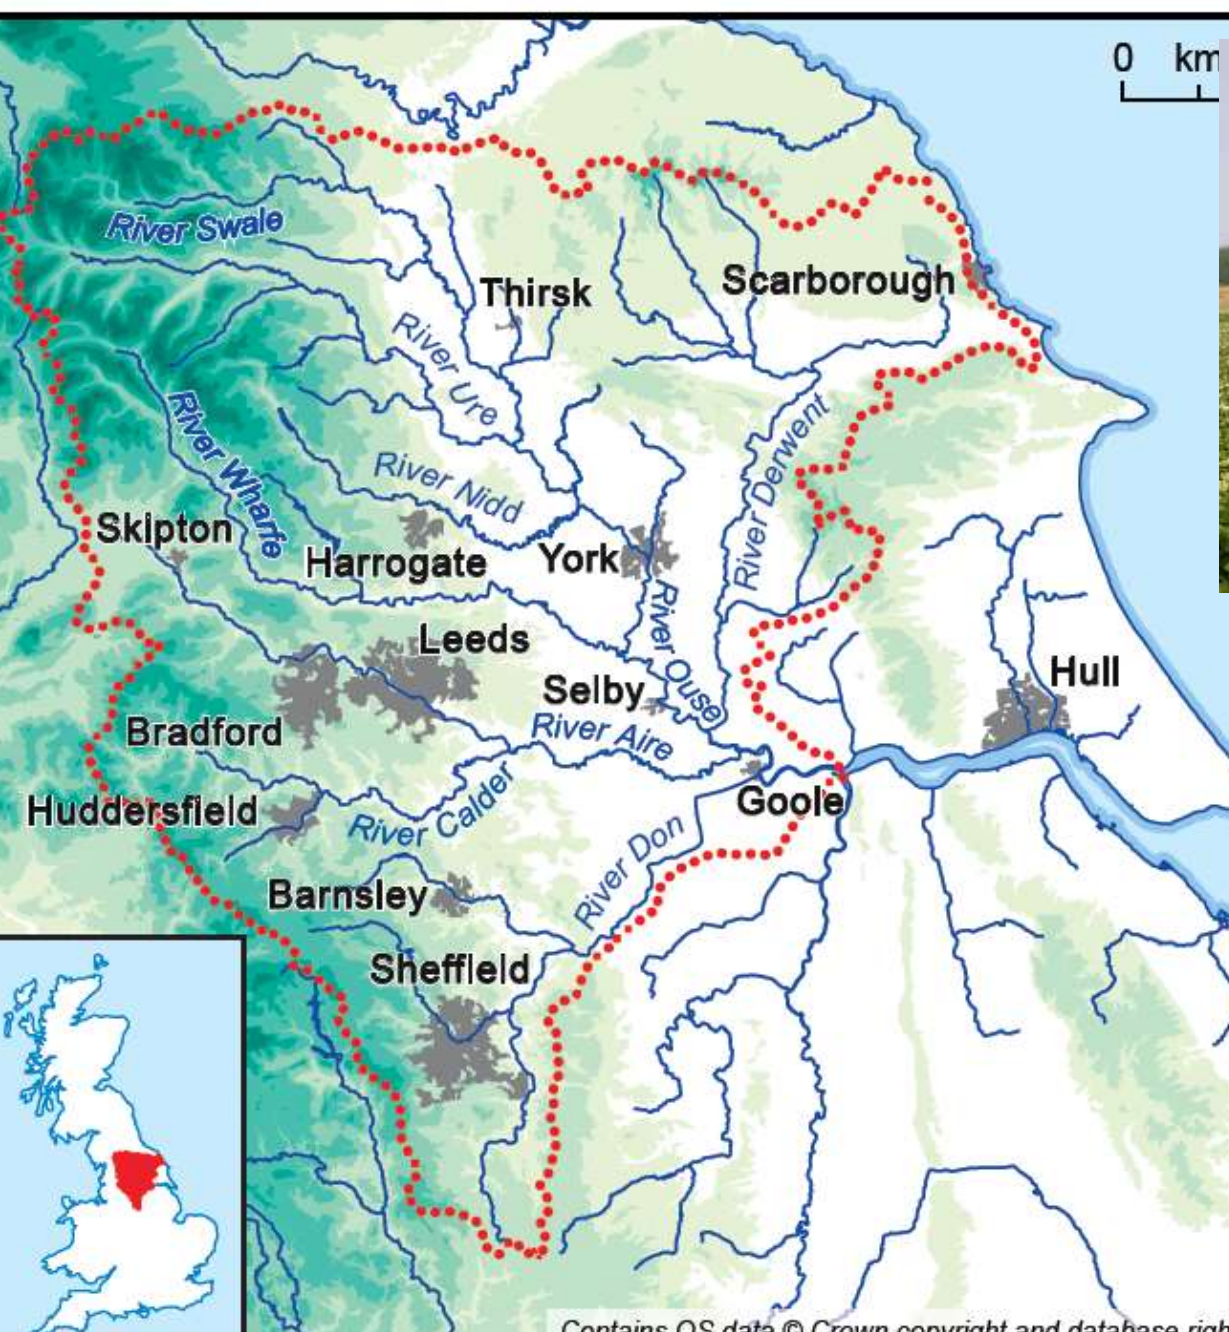 0 km
River Swale
Thirsk
Scarborough
River Ure
River Derwent
River Wharfe
River Nidd
Skipton
Harrogate
York
River Ouse
Leeds
Selby
Hull
River Aire
Bradford
Goole
Huddersfield
River Calder
River Don
Barnsley
Sheffield
Contains OS data © Crown copyright and database